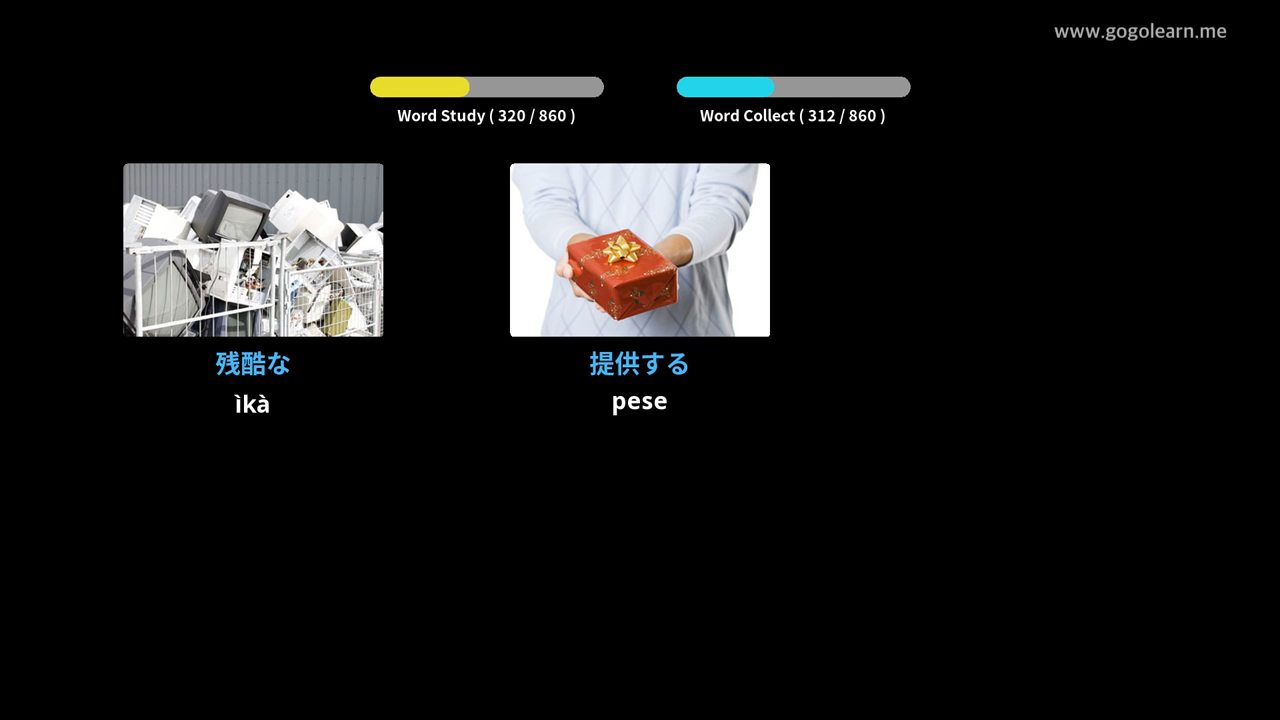 www.gogolearn.me
Word Study ( 320 / 860 )
Word Collect ( 312 / 860 )
残酷な
ìkà
提供する
pese